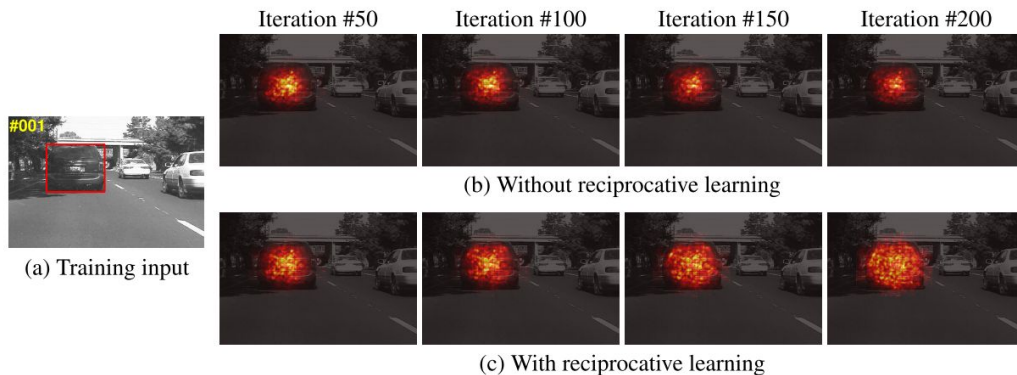 Iteration #50
Iteration #100
Iteration #150
Iteration #200
(b) Without reciprocative learning
#001
(a) Training input
(c) With reciprocative learning